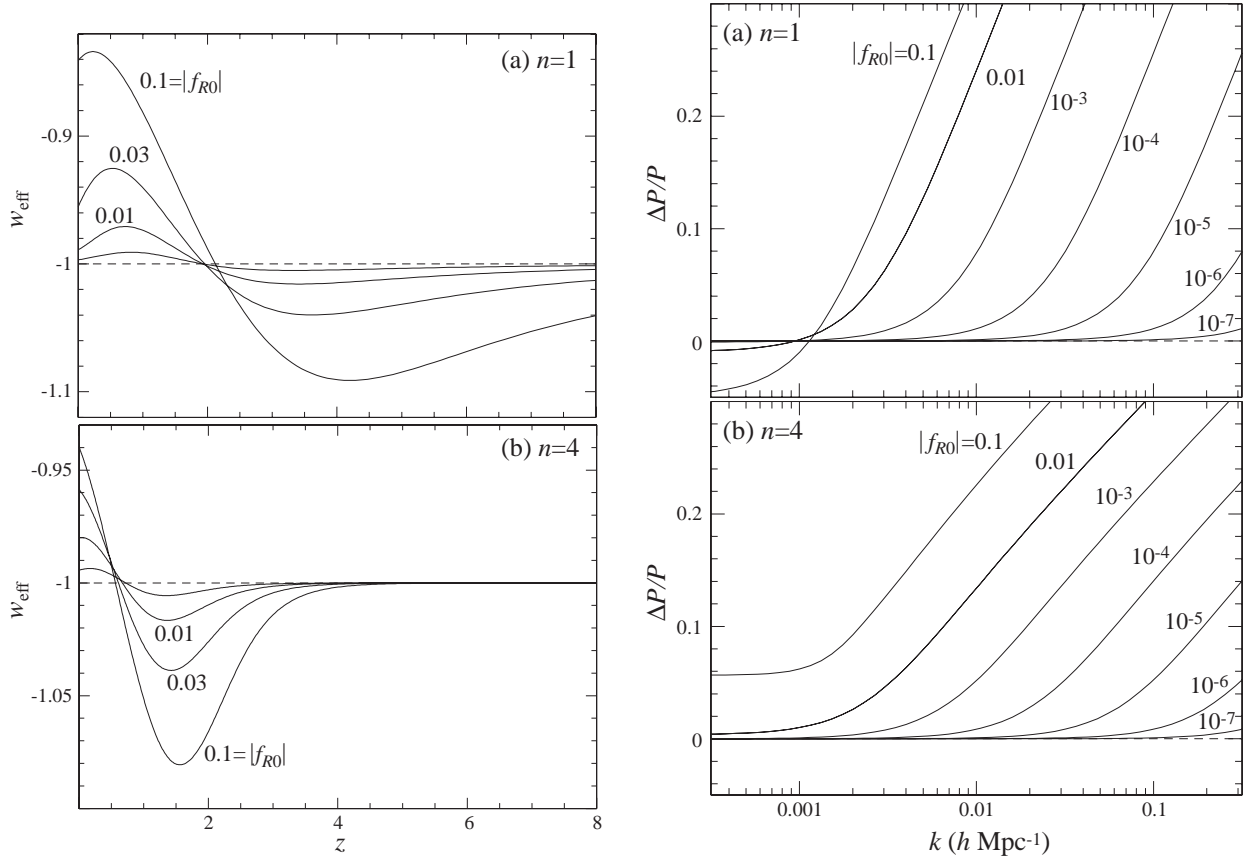 (a) n=1
0.1=|fR0|
0.03
0.01
-0.9
-1
-1.1
weff
(b) n=4
0.01
0.03
0.1=|fR0|
-0.95
-1
-1.05
weff
2
4
6
8
z
(a) n=1
|fR0|=0.1
0.01
10-3
10-4
10-5
10-6
10-7
0.2
0.1
0
ΔP/P
(b) n=4
|fR0|=0.1
0.01
10-3
10-4
10-5
10-6
10-7
0.2
0.1
0
ΔP/P
0.001
0.01
0.1
k (h Mpc-1)